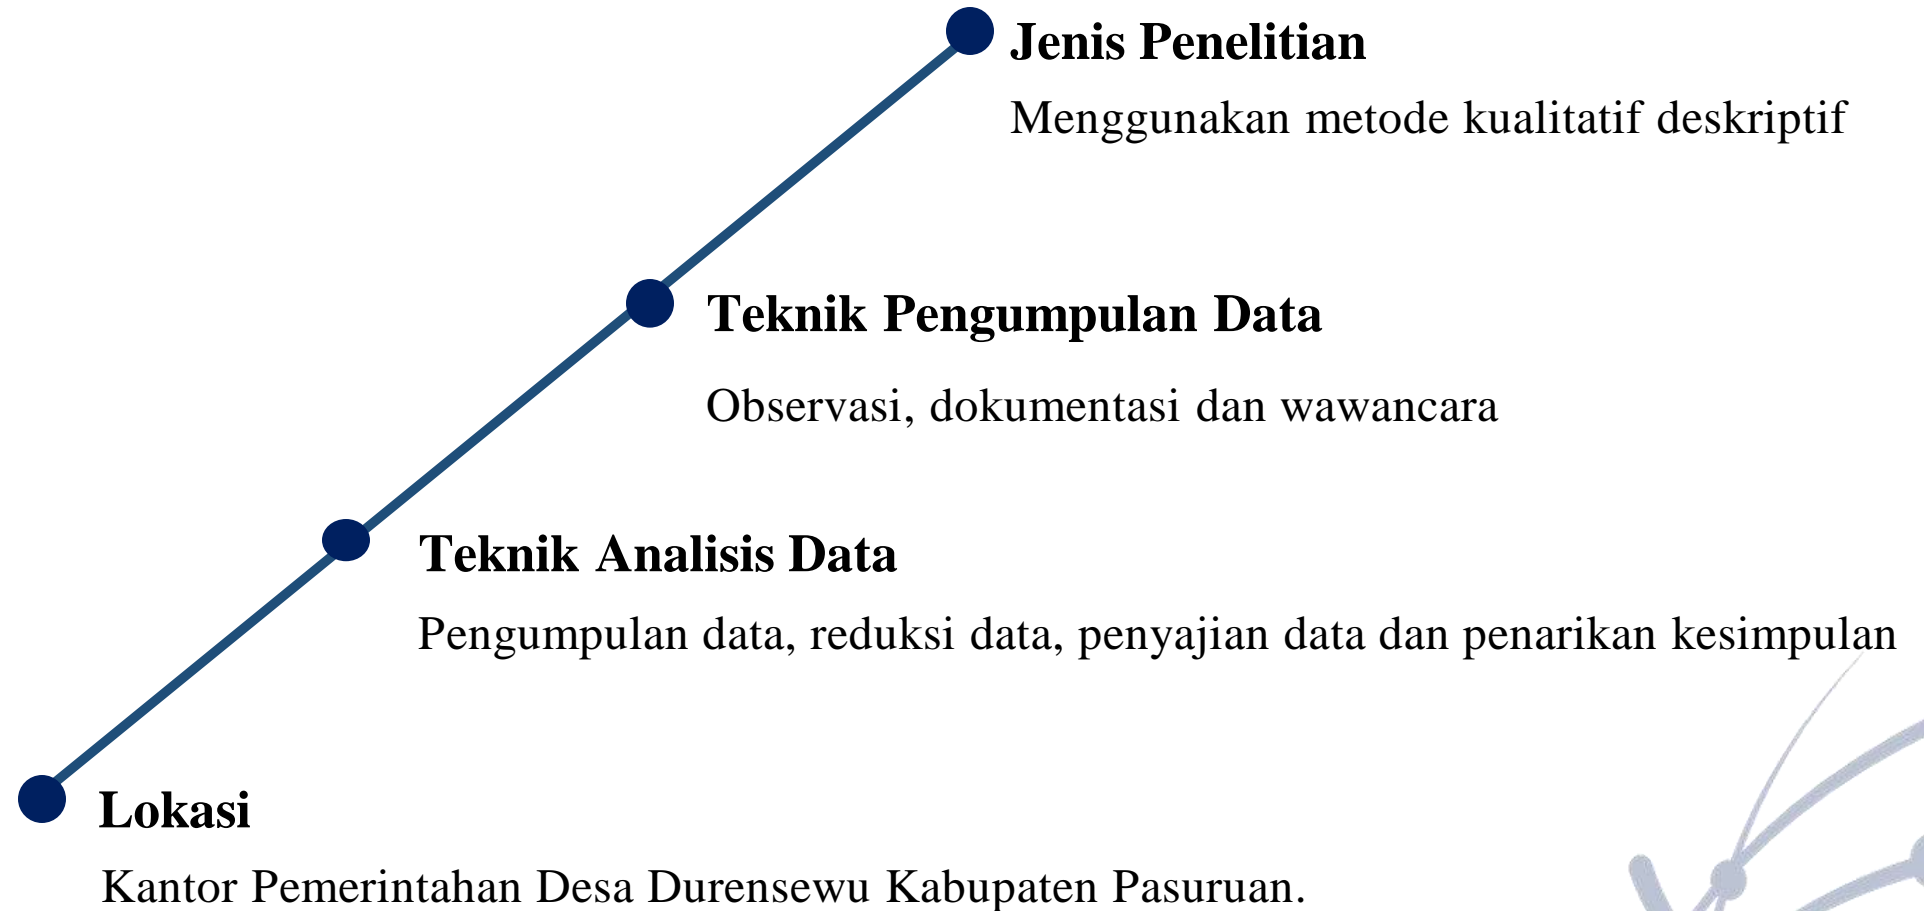 Jenis Penelitian
Menggunakan metode kualitatif deskriptif
Teknik Pengumpulan Data
Observasi, dokumentasi dan wawancara
Teknik Analisis Data
Pengumpulan data, reduksi data, penyajian data dan penarikan kesimpulan
Lokasi
Kantor Pemerintahan Desa Durensewu Kabupaten Pasuruan.